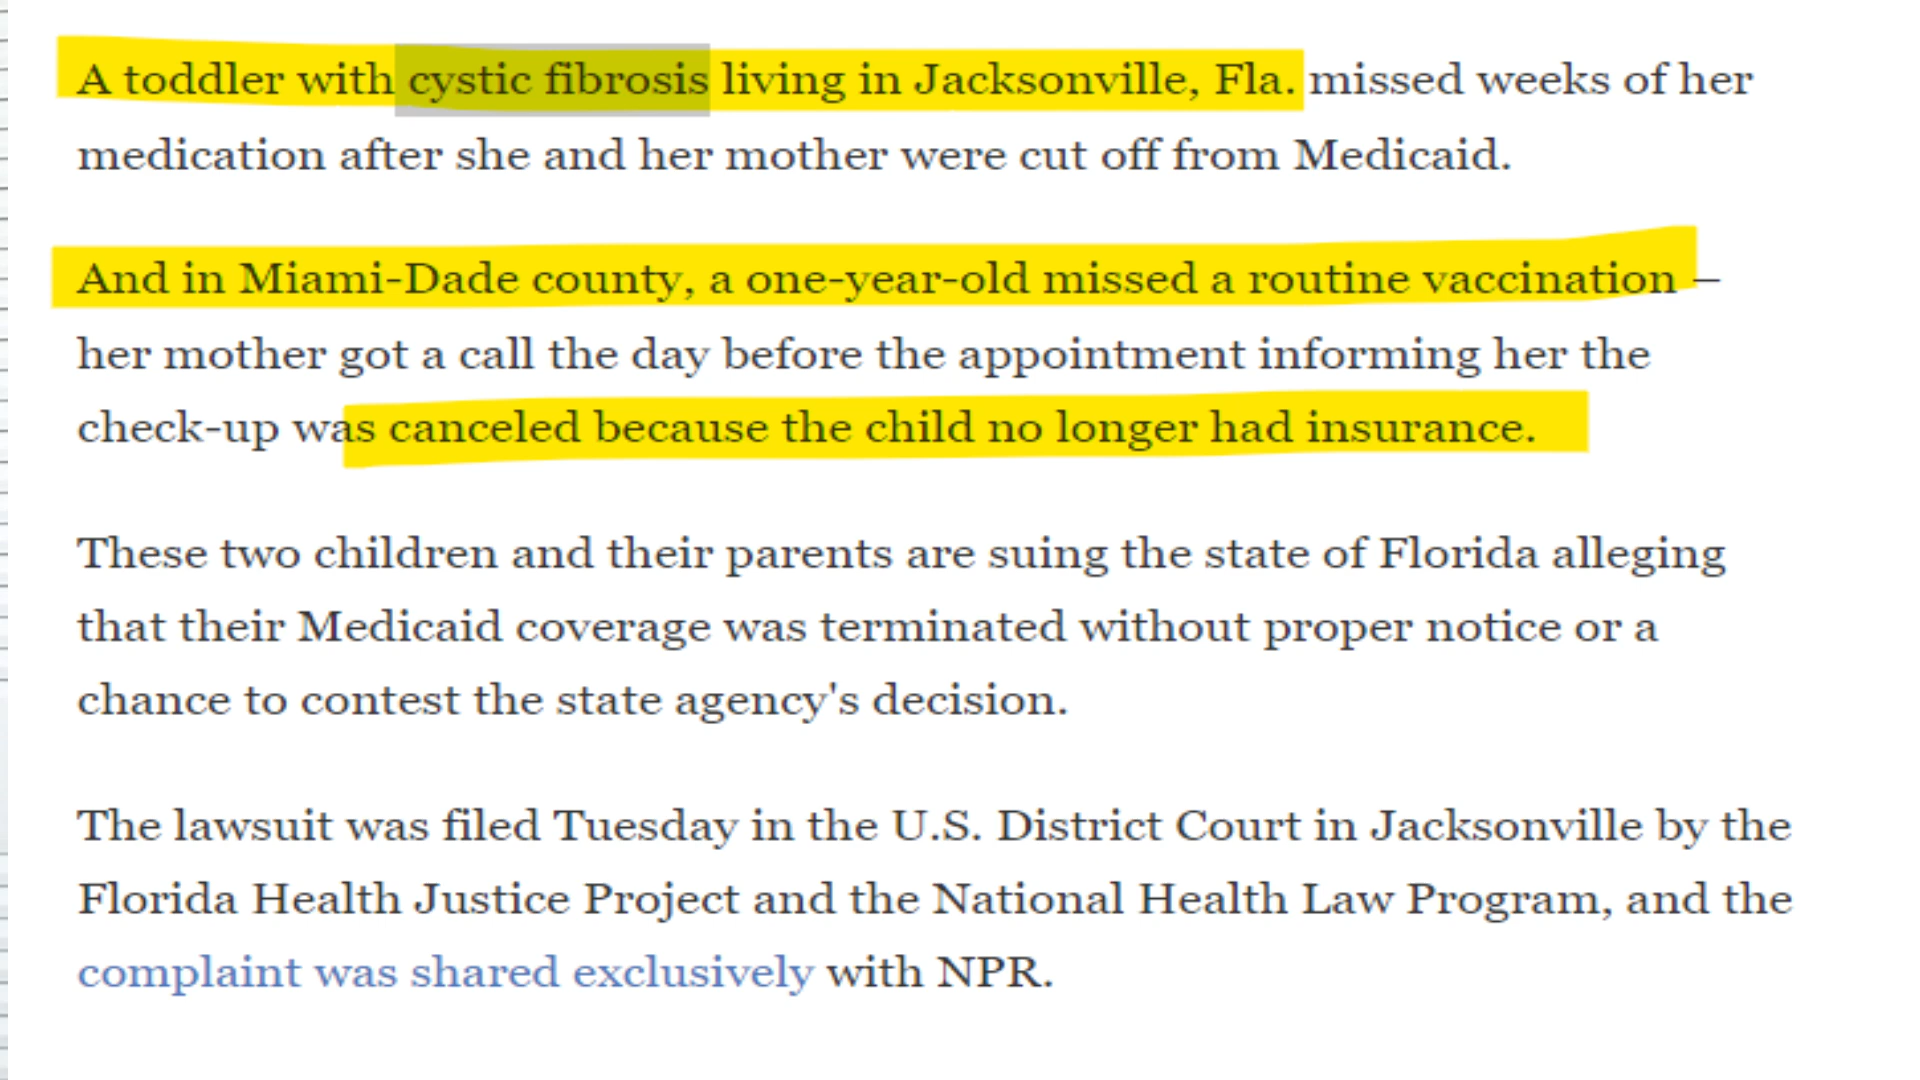 A toddler with cystic fibrosis living in Jacksonville, Fla. missed weeks of her
medication after she and her mother were cut off from Medicaid.
And in Miami-Dade county, a one-year-old missed a routine vaccination –
her mother got a call the day before the appointment informing her the
check-up was canceled because the child no longer had insurance.
These two children and their parents are suing the state of Florida alleging
that their Medicaid coverage was terminated without proper notice or a
chance to contest the state agency's decision.
The lawsuit was filed Tuesday in the U.S. District Court in Jacksonville by the
Florida Health Justice Project and the National Health Law Program, and the
complaint was shared exclusively with NPR.